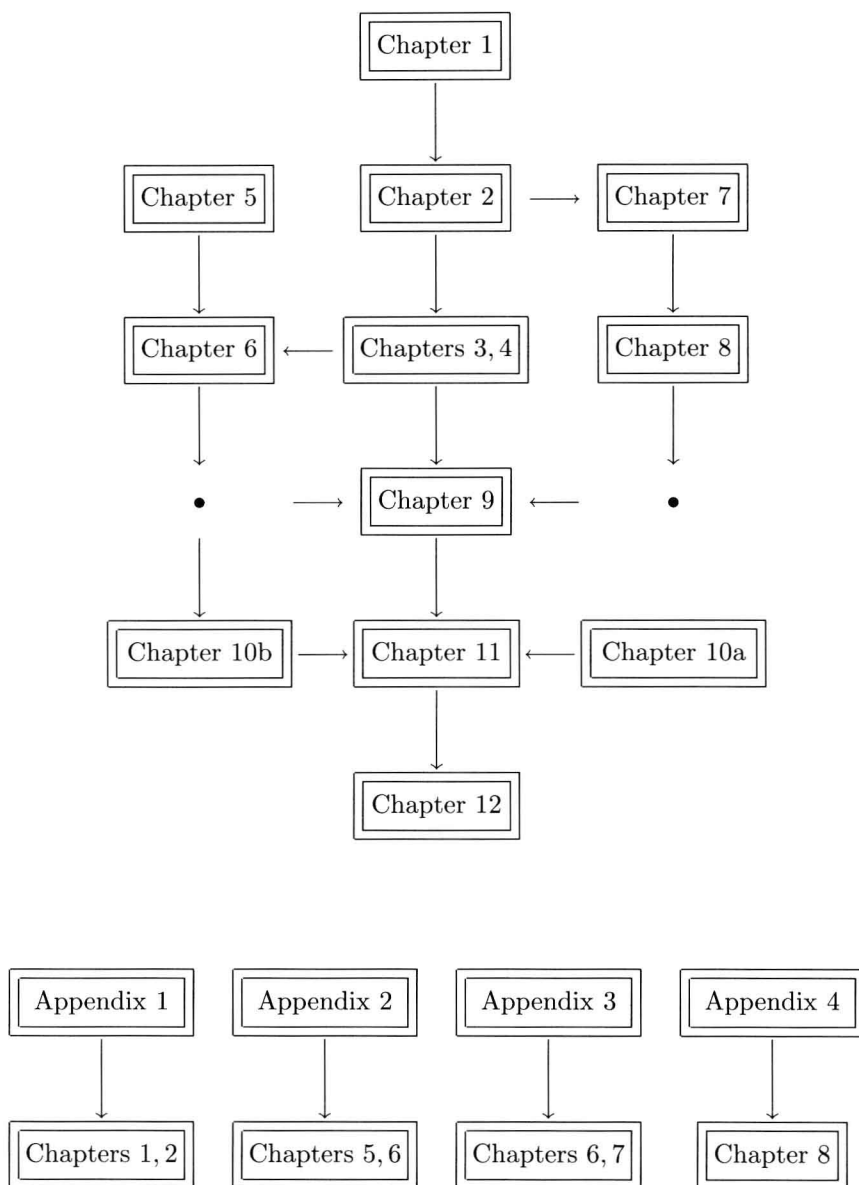 Chapter 1
Chapter 5 Chapter 2 Chapter 7
Chapter 6 Chapters 3, 4 Chapter 8
Chapter 9
Chapter 10b Chapter 11 Chapter 10a
Chapter 12
Appendix 1 Appendix 2 Appendix 3 Appendix 4
Chapters 1, 2 Chapters 5, 6 Chapters 6, 7 Chapter 8